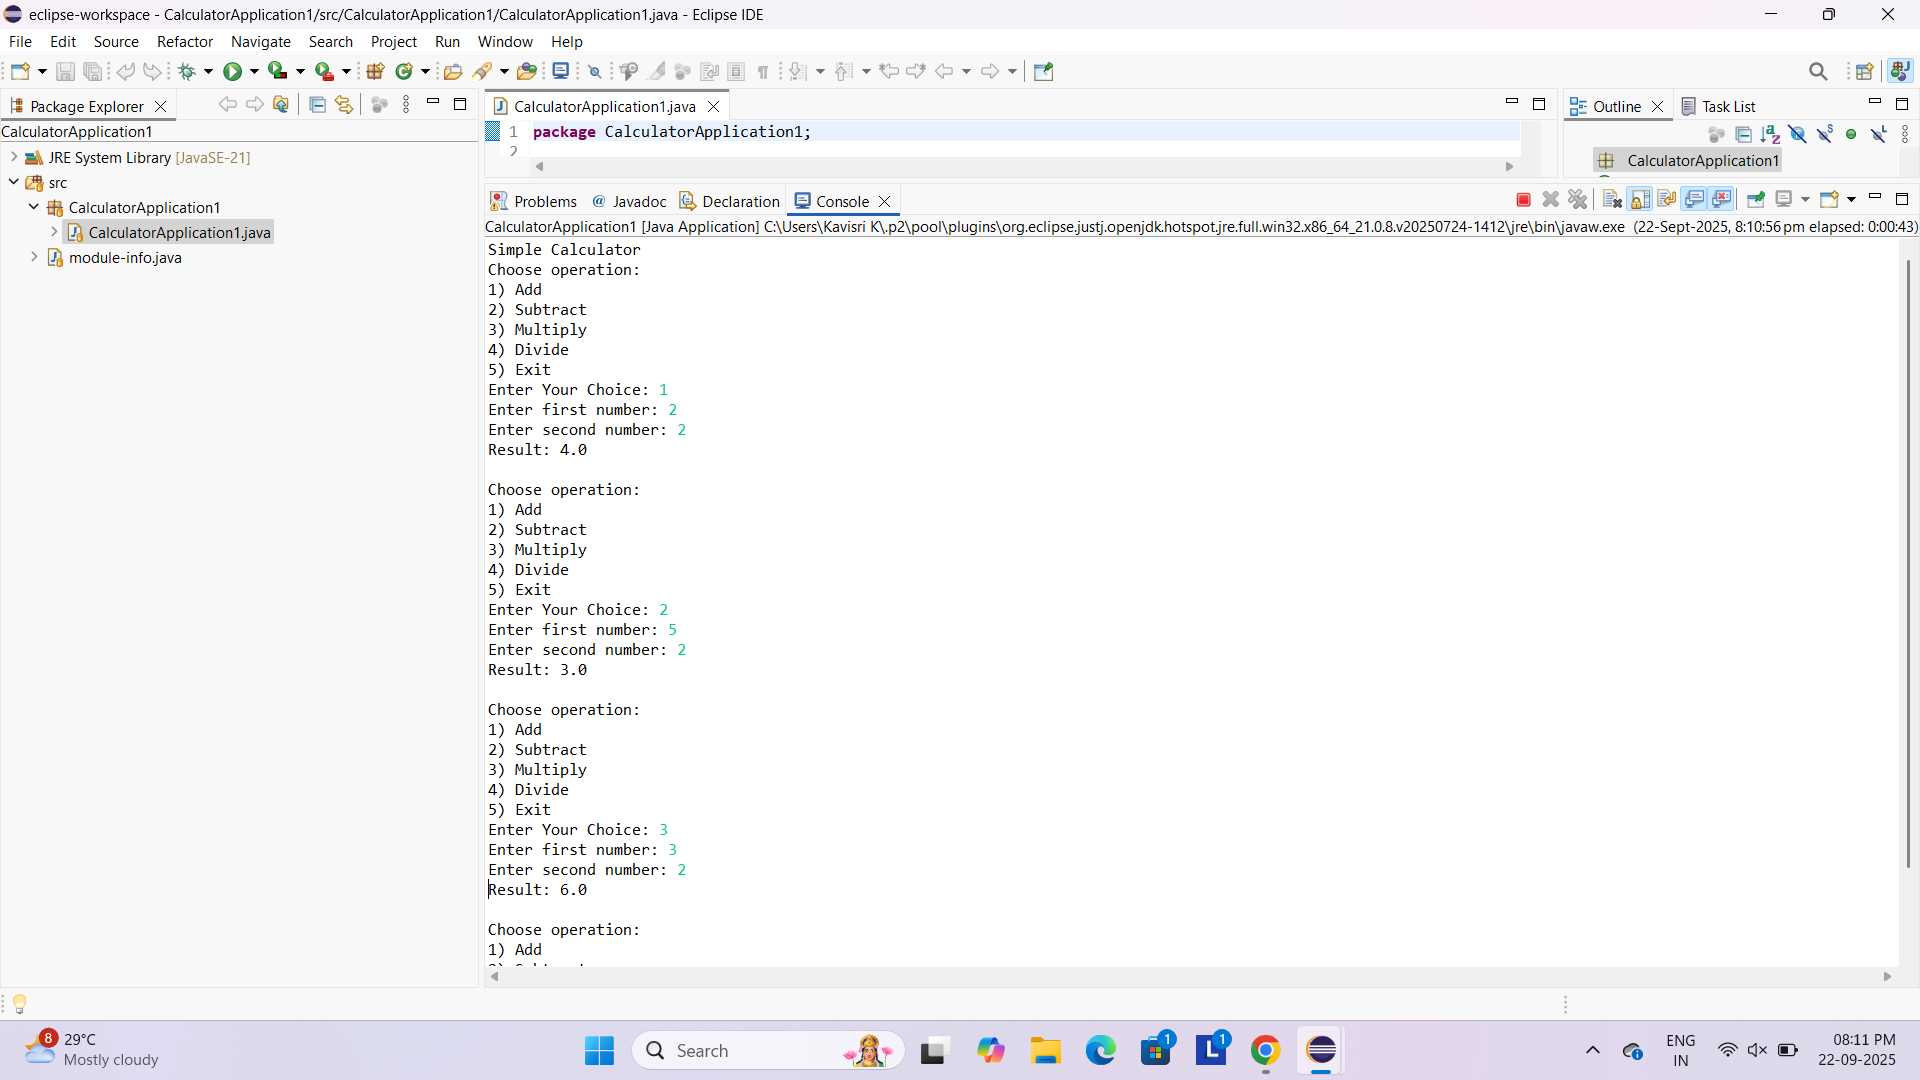 eclipse-workspace - CalculatorApplication1/src/CalculatorApplication1/CalculatorApplication1.java - Eclipse IDE
File Edit Source Refactor Navigate Search Project Run Window Help
Package Explorer
CalculatorApplication1
JRE System Library [JavaSE-21]
src
CalculatorApplication1
CalculatorApplication1.java
module-info.java
CalculatorApplication1.java
1 package CalculatorApplication1;
2
Outline Task List
CalculatorApplication1
Problems @ Javadoc Declaration Console
CalculatorApplication1 [Java Application] C:\Users\Kavisri K\.p2\pool\plugins\org.eclipse.justj.openjdk.hotspot.jre.full.win32.x86_64_21.0.8.v20250724-1412\jre\bin\javaw.exe (22-Sept-2025, 8:10:56 pm elapsed: 0:00:43)
Simple Calculator
Choose operation:
1) Add
2) Subtract
3) Multiply
4) Divide
5) Exit
Enter Your Choice: 1
Enter first number: 2
Enter second number: 2
Result: 4.0
Choose operation:
1) Add
2) Subtract
3) Multiply
4) Divide
5) Exit
Enter Your Choice: 2
Enter first number: 5
Enter second number: 2
Result: 3.0
Choose operation:
1) Add
2) Subtract
3) Multiply
4) Divide
5) Exit
Enter Your Choice: 3
Enter first number: 3
Enter second number: 2
Result: 6.0
Choose operation:
1) Add
8
29°C
Mostly cloudy
Search
1
1
ENG
IN
08:11 PM
22-09-2025